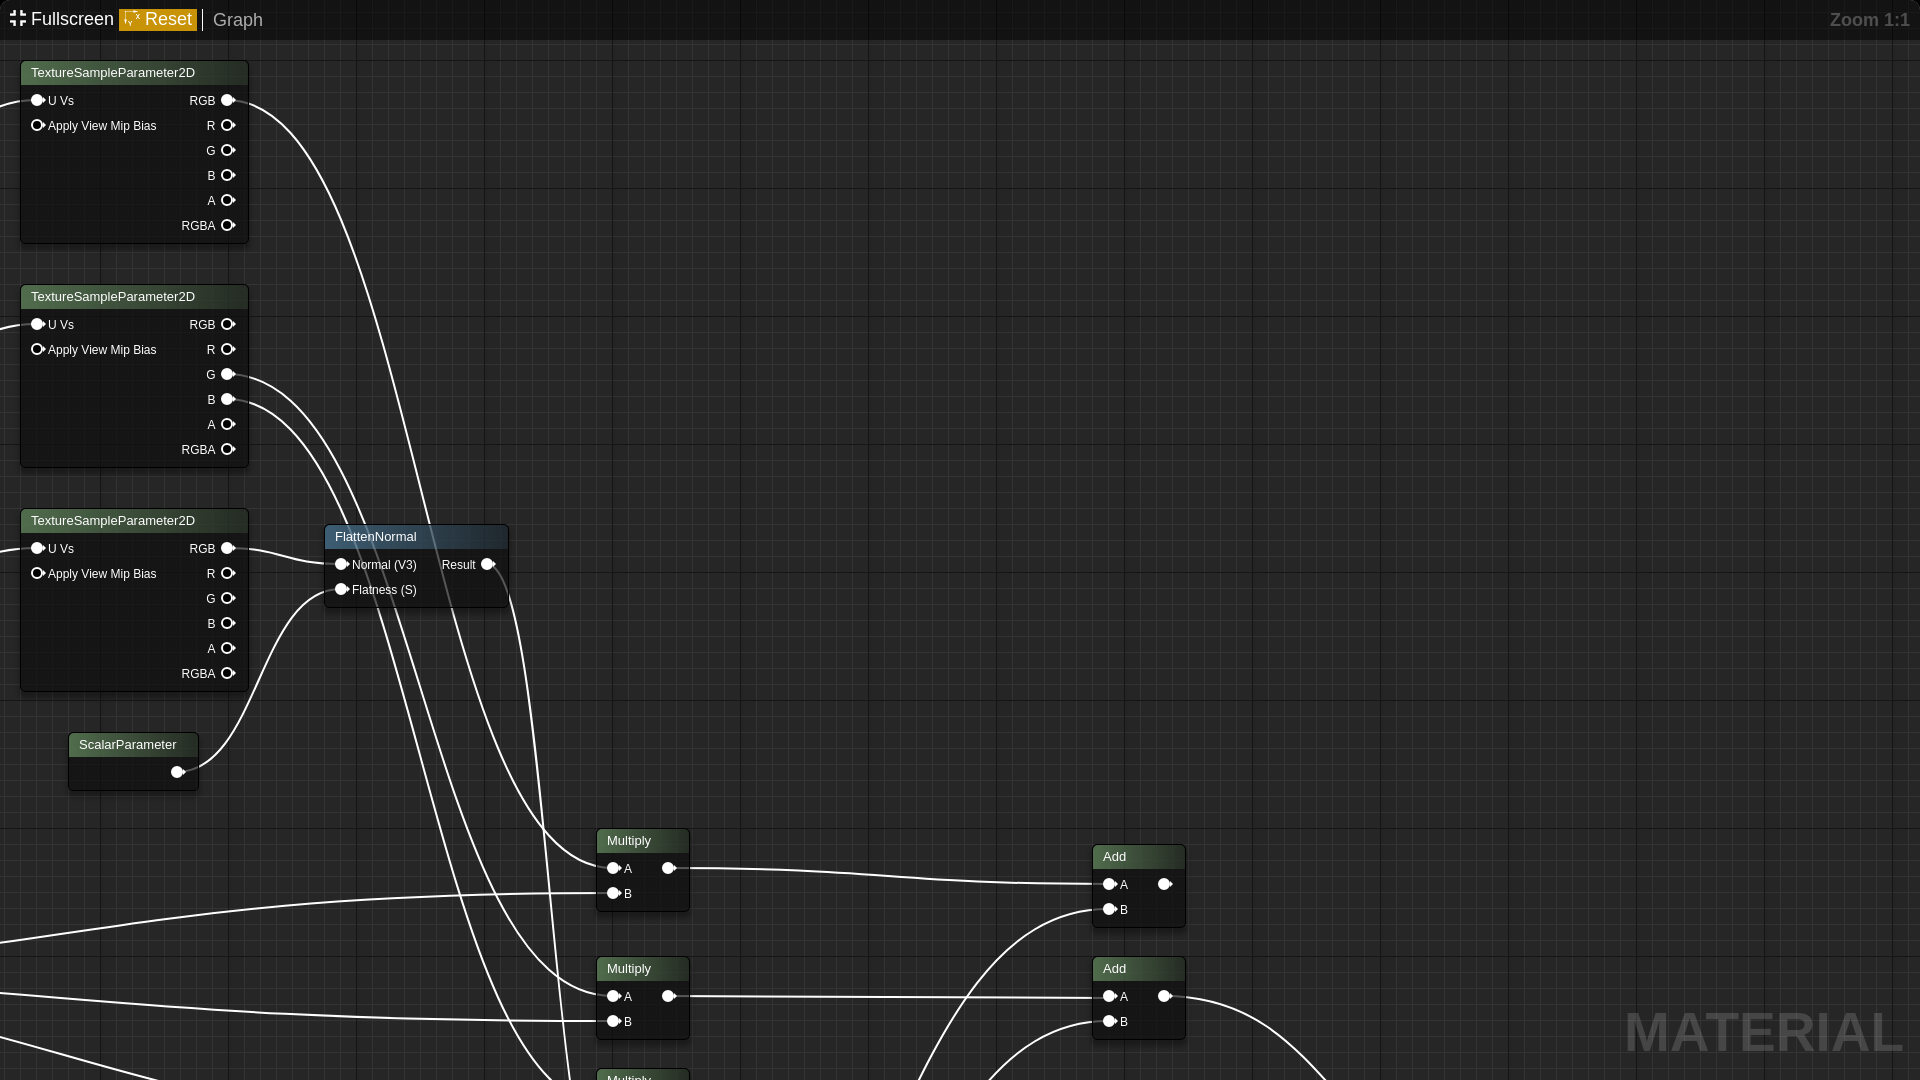 Fullscreen Reset Graph Zoom 1:1
TextureSampleParameter2D
U Vs RGB
Apply View Mip Bias R
G
B
A
RGBA
TextureSampleParameter2D
U Vs RGB
Apply View Mip Bias R
G
B
A
RGBA
TextureSampleParameter2D
U Vs RGB
Apply View Mip Bias R
G
B
A
RGBA
FlattenNormal
Normal (V3) Result
Flatness (S)
ScalarParameter
Multiply
A
B
Add
A
B
Multiply
A
B
Add
A
B
Multiply
MATERIAL